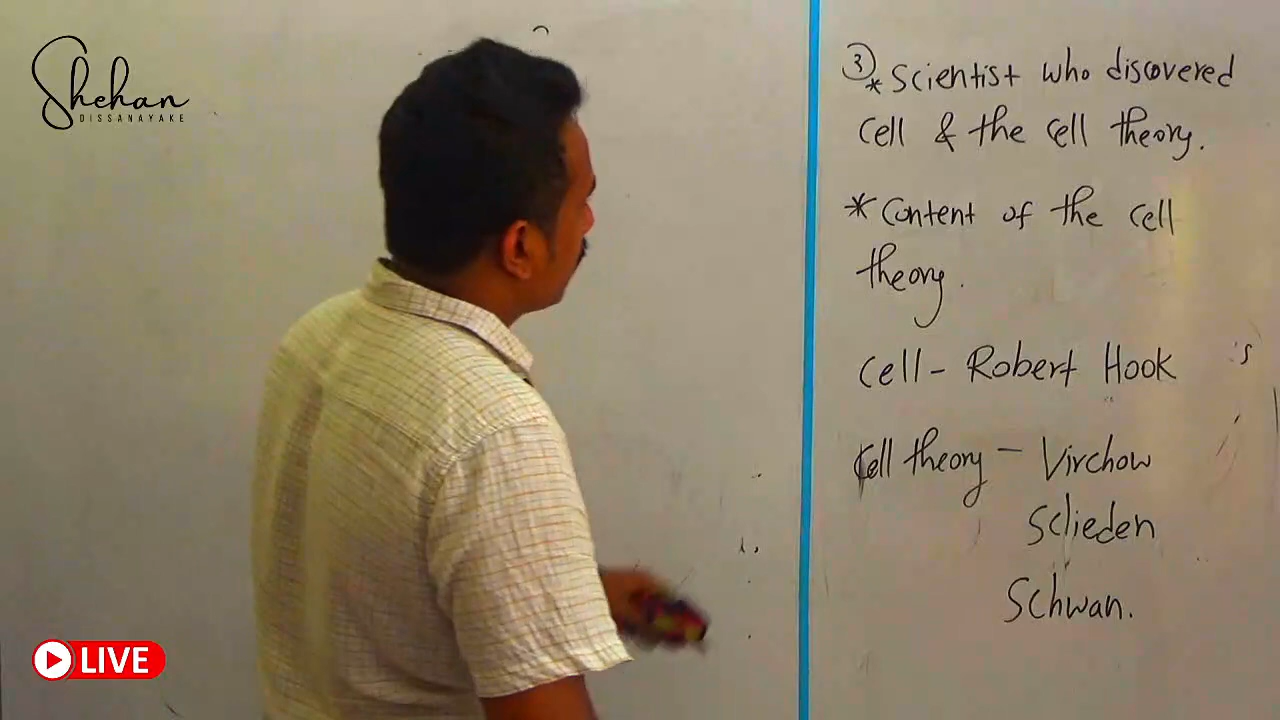 Shehan
DISSANAYAKE
③
* Scientist who discovered
cell & the cell theory.
* Content of the cell
theory.
Cell - Robert Hook
's
Cell theory - Virchow
Sclieden
Schwan.
LIVE